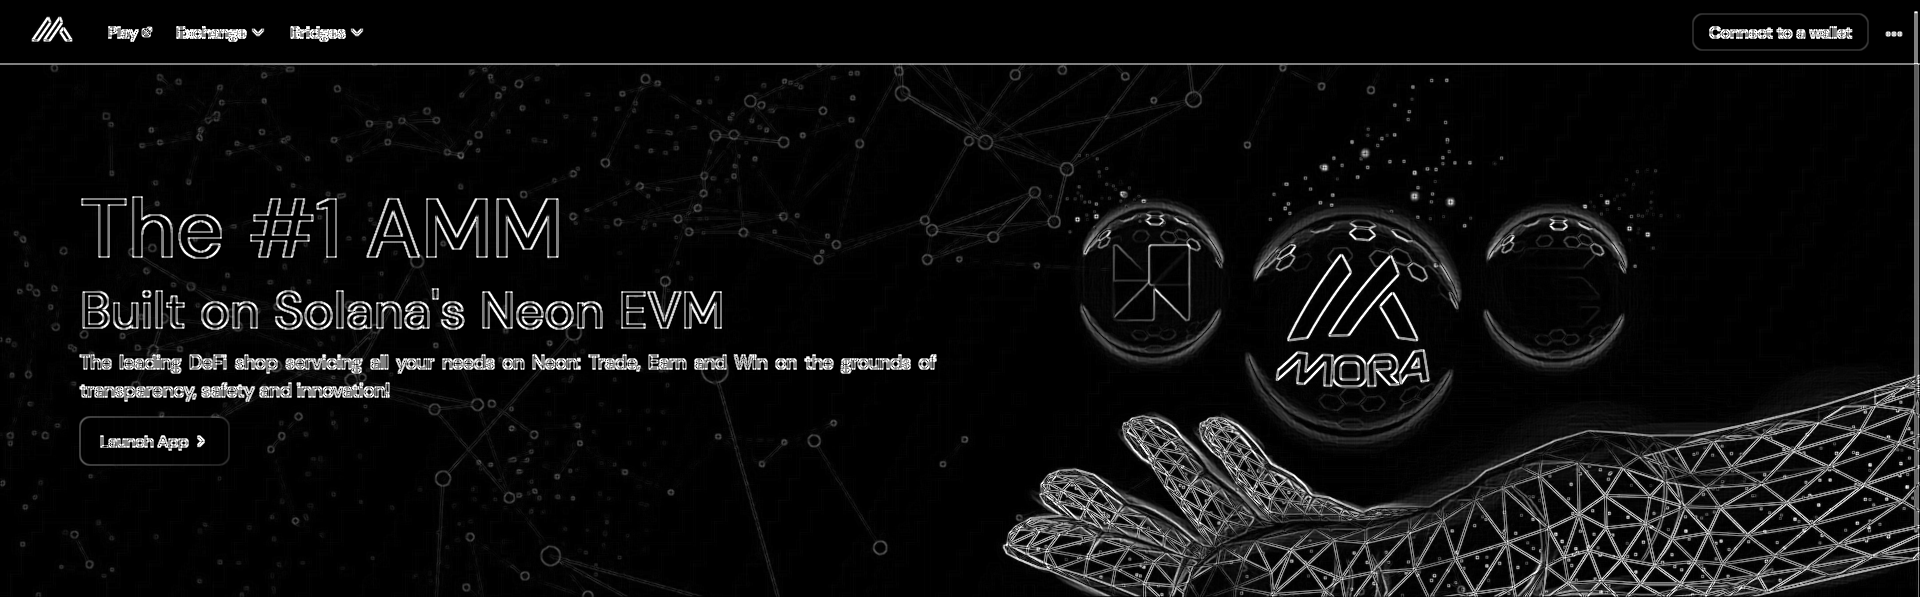 Play
Exchange
Bridges
Connect to a wallet
The #1 AMM
Built on Solana's Neon EVM
The leading DeFi shop servicing all your needs on Neon: Trade, Earn and Win on the grounds of
transparency, safety and innovation!
Launch App
MORA